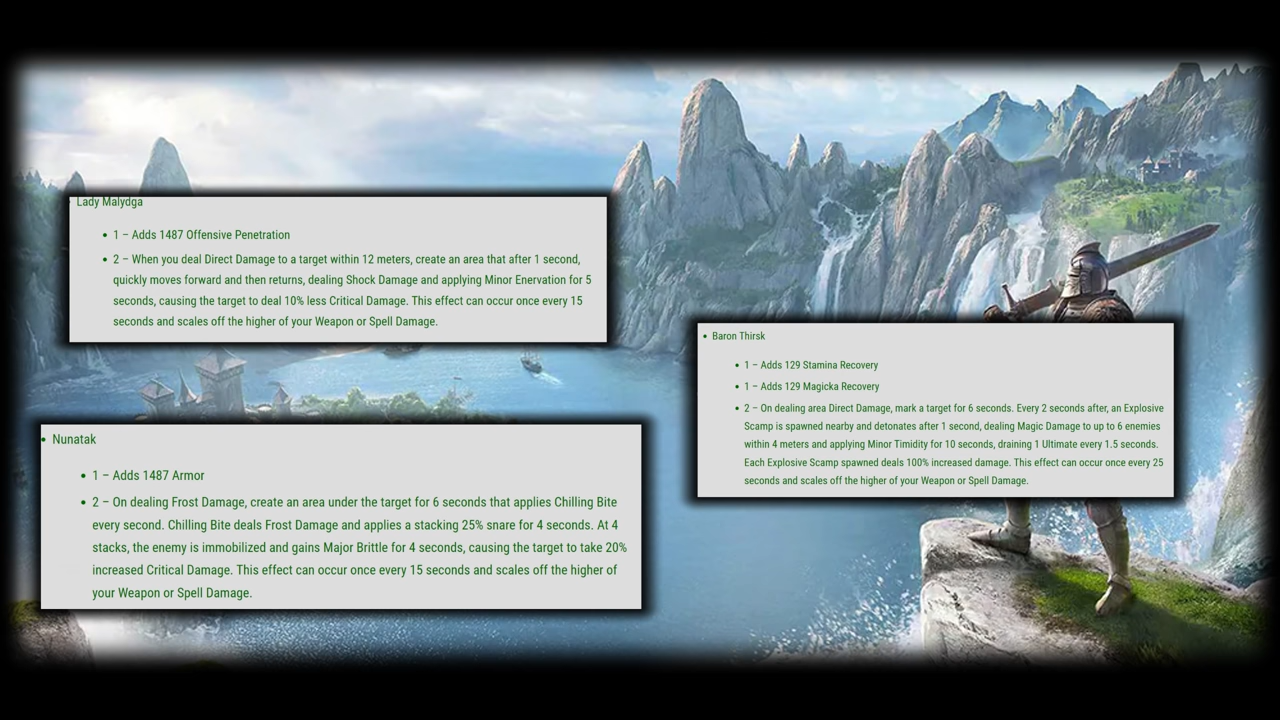 Lady Malydga
• 1 – Adds 1487 Offensive Penetration
• 2 – When you deal Direct Damage to a target within 12 meters, create an area that after 1 second,
quickly moves forward and then returns, dealing Shock Damage and applying Minor Enervation for 5
seconds, causing the target to deal 10% less Critical Damage. This effect can occur once every 15
seconds and scales off the higher of your Weapon or Spell Damage.
• Baron Thirsk
• 1 – Adds 129 Stamina Recovery
• 1 – Adds 129 Magicka Recovery
• 2 – On dealing area Direct Damage, mark a target for 6 seconds. Every 2 seconds after, an Explosive
Scamp is spawned nearby and detonates after 1 second, dealing Magic Damage to up to 6 enemies
within 4 meters and applying Minor Timidity for 10 seconds, draining 1 Ultimate every 1.5 seconds.
Each Explosive Scamp spawned deals 100% increased damage. This effect can occur once every 25
seconds and scales off the higher of your Weapon or Spell Damage.
• Nunatak
• 1 – Adds 1487 Armor
• 2 – On dealing Frost Damage, create an area under the target for 6 seconds that applies Chilling Bite
every second. Chilling Bite deals Frost Damage and applies a stacking 25% snare for 4 seconds. At 4
stacks, the enemy is immobilized and gains Major Brittle for 4 seconds, causing the target to take 20%
increased Critical Damage. This effect can occur once every 15 seconds and scales off the higher of
your Weapon or Spell Damage.